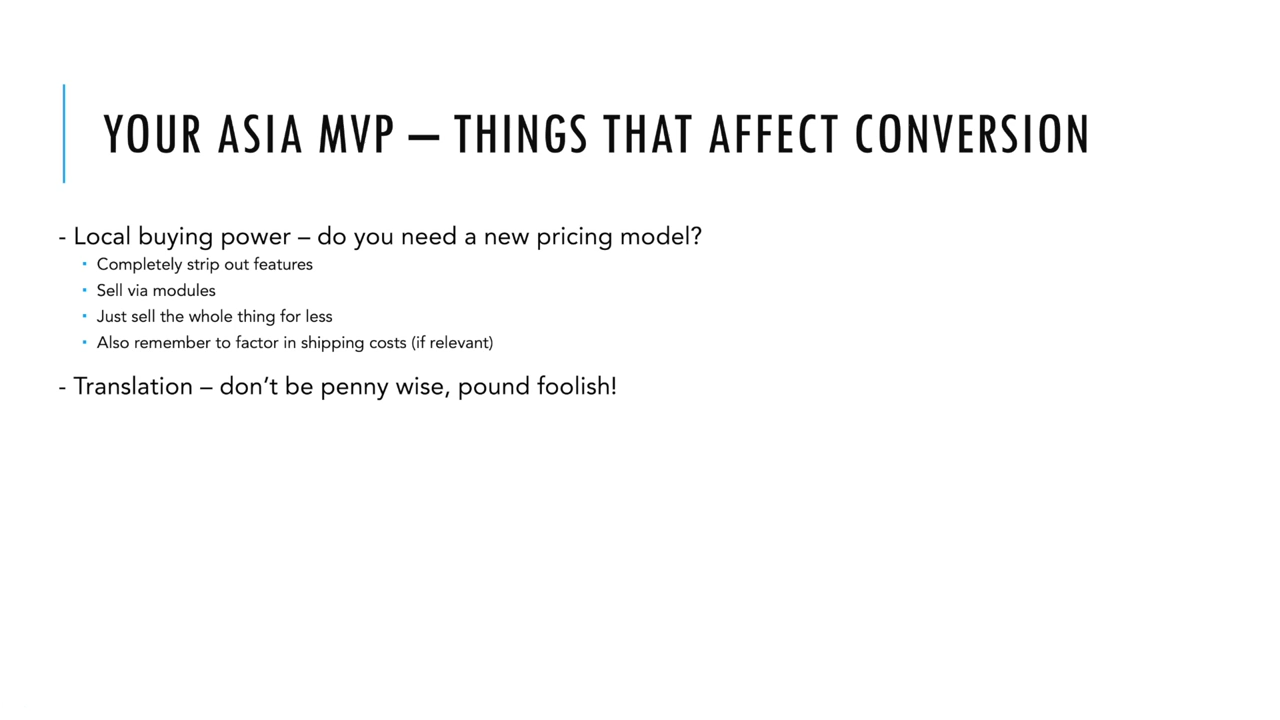 YOUR ASIA MVP – THINGS THAT AFFECT CONVERSION
- Local buying power – do you need a new pricing model?
▪ Completely strip out features
▪ Sell via modules
▪ Just sell the whole thing for less
▪ Also remember to factor in shipping costs (if relevant)
- Translation – don’t be penny wise, pound foolish!